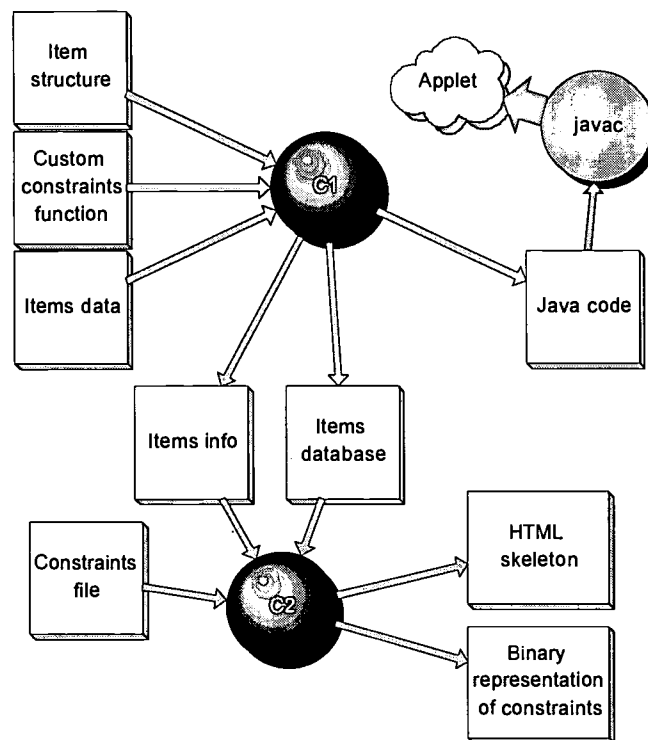 Item
structure
Applet
javac
Custom
constraints
function
C1
Items data
Java code
Items info
Items
database
Constraints
file
C2
HTML
skeleton
Binary
representation
of constraints